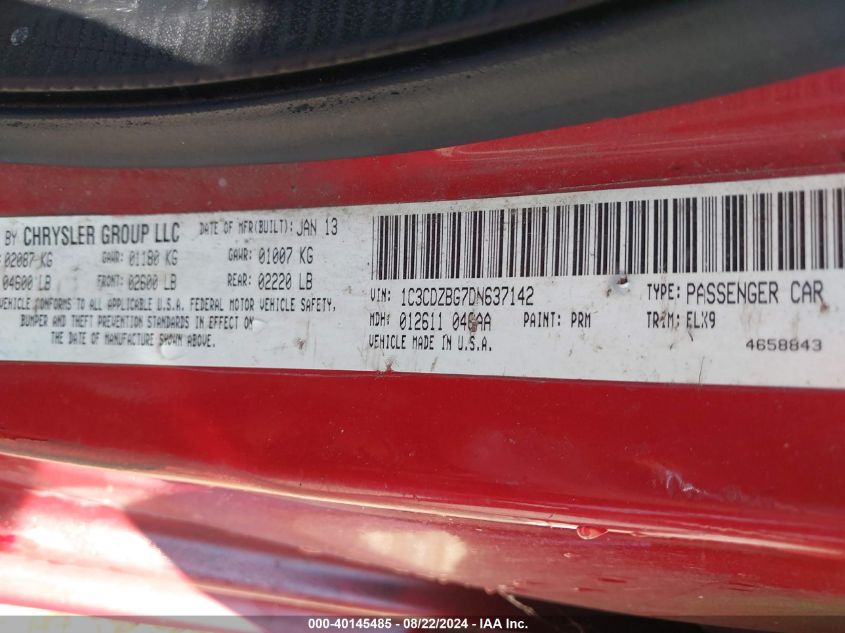 BY CHRYSLER GROUP LLC DATE OF MFR(BUILT): JAN 13
02087 KG GAWR: 01180 KG GAWR: 01007 KG
04600 LB FRONT: 02600 LB REAR: 02220 LB
VEHICLE CONFORMS TO ALL APPLICABLE U.S.A. FEDERAL MOTOR VEHICLE SAFETY,
BUMPER AND THEFT PREVENTION STANDARDS IN EFFECT ON
THE DATE OF MANUFACTURE SHOWN ABOVE.
VIN: 1C3CDZBG7DN637142 TYPE: PASSENGER CAR
MDH: 012611 PAINT: PRM TRIM: ELX9
VEHICLE MADE IN U.S.A. 4658843
000-40145485 - 08/22/2024 - IAA Inc.